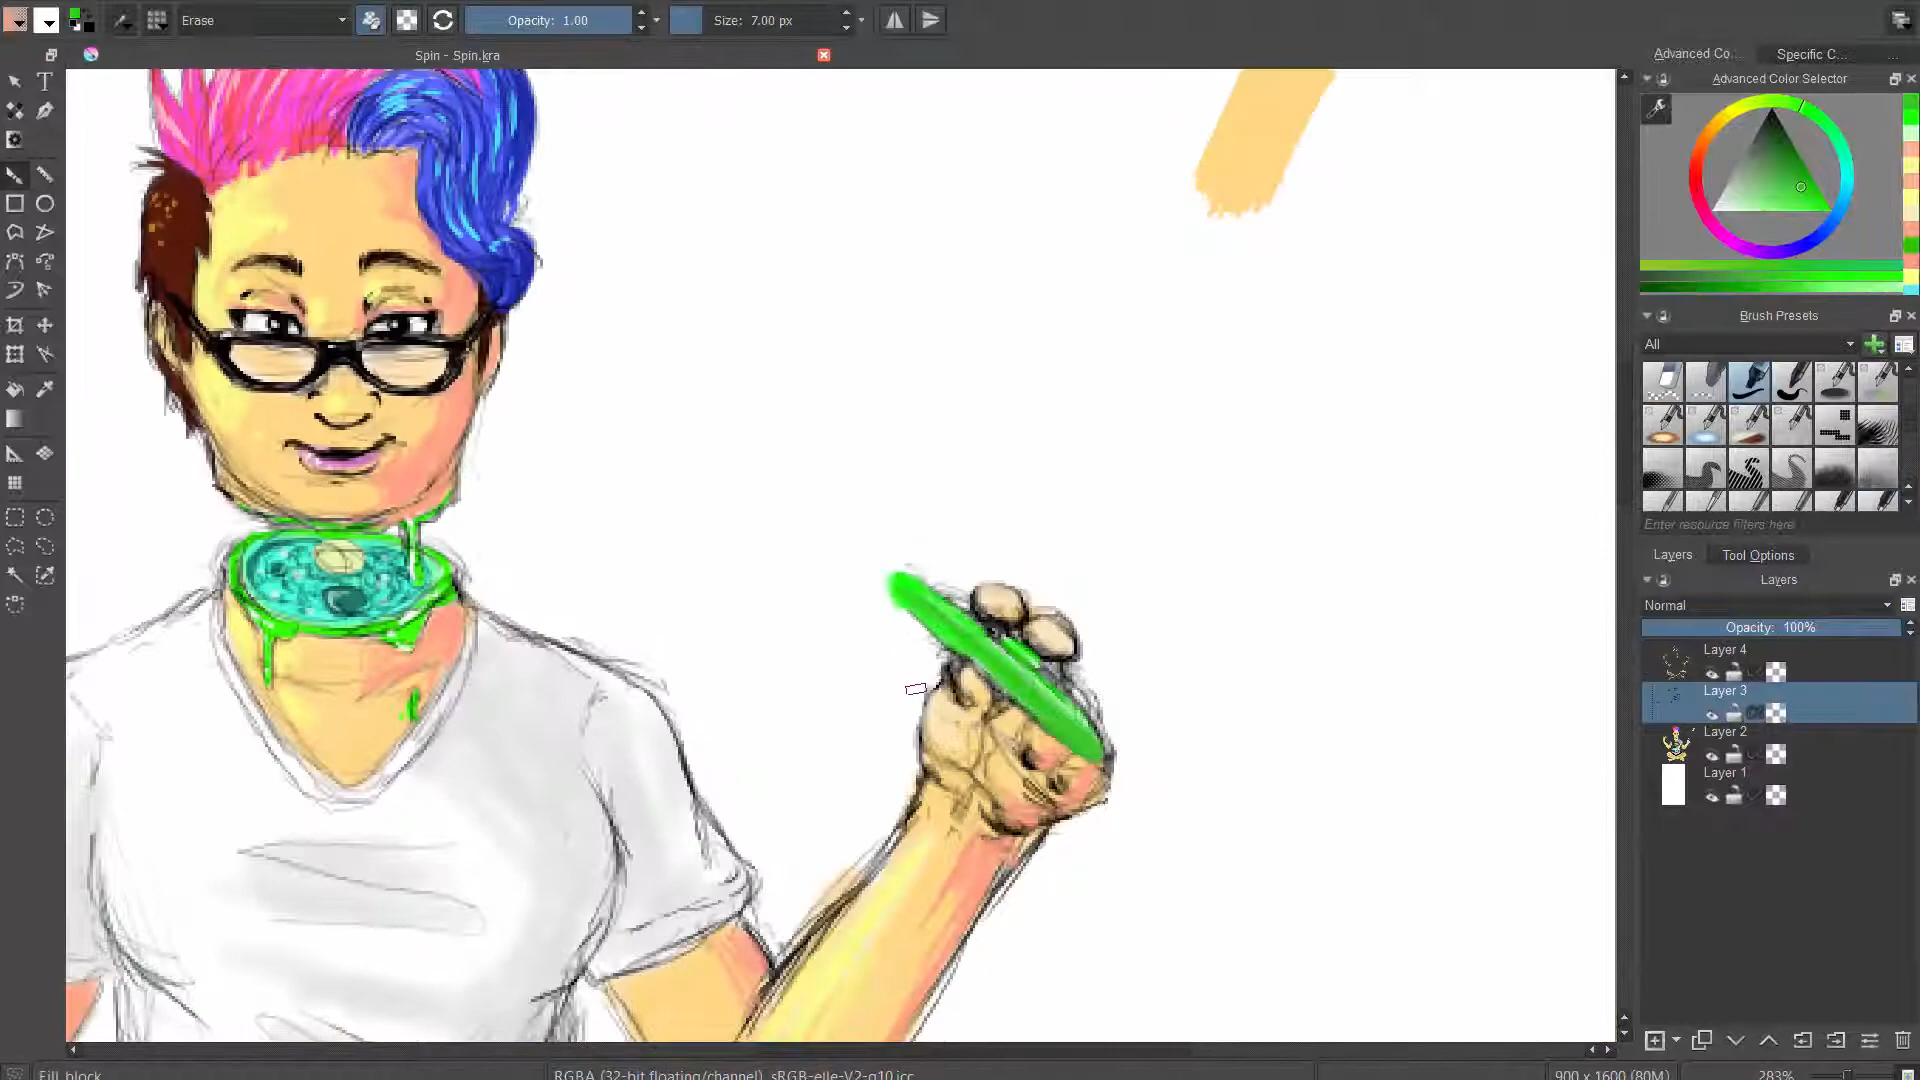 Erase
Opacity: 1.00
Size: 7.00 px
Spin - Spin.kra
Advanced Co...
Specific C...
...
Advanced Color Selector
Brush Presets
All
Enter resource filters here
Layers
Tool Options
Layers
Normal
Opacity: 100%
Layer 4
Layer 3
Layer 2
Layer 1
Fill_block
RGBA (32-bit floating/channel) sRGB-elle-V2-g10.icc
900 x 1600 (80M)
283%